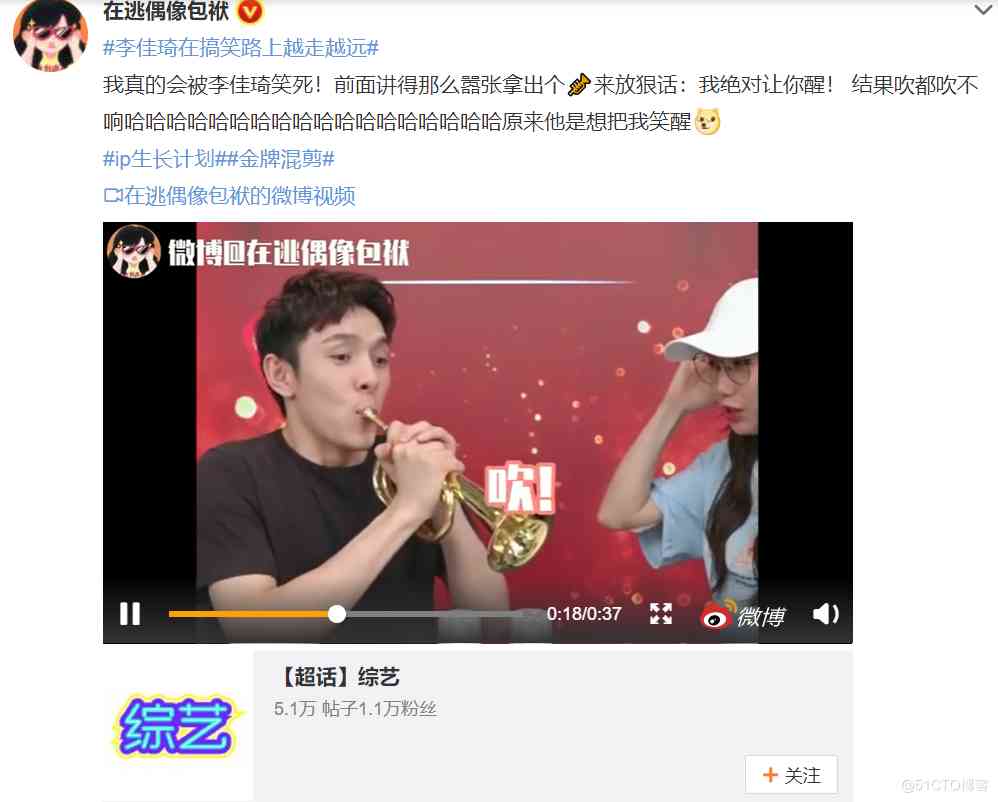 在逃偶像包袱
#李佳琦在搞笑路上越走越远#
我真的会被李佳琦笑死！前面讲得那么嚣张拿出个🎺来放狠话：我绝对让你醒！ 结果吹都吹不
响哈哈哈哈哈哈哈哈哈哈哈哈哈哈哈哈哈哈原来他是想把我笑醒
#ip生长计划##金牌混剪#
在逃偶像包袱的微博视频
微博@在逃偶像包袱
吹!
0:18/0:37
微博
【超话】综艺
5.1万 帖子1.1万粉丝
综艺
+ 关注
@51CTO博客